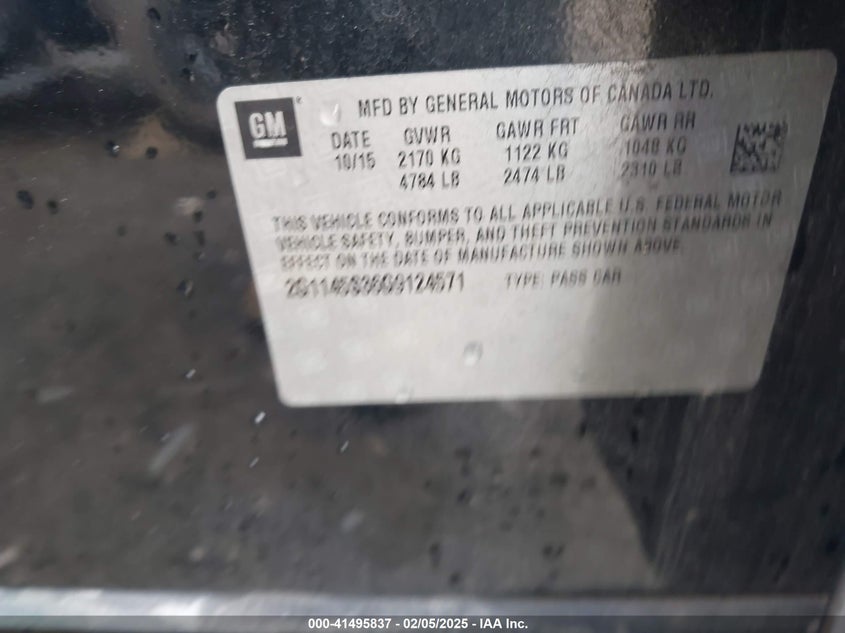 GM
MFD BY GENERAL MOTORS OF CANADA LTD.
DATE GVWR GAWR FRT GAWR RR
10/15 2170 KG 1122 KG 1048 KG
4784 LB 2474 LB 2310 LB
THIS VEHICLE CONFORMS TO ALL APPLICABLE U.S. FEDERAL MOTOR
VEHICLE SAFETY, BUMPER, AND THEFT PREVENTION STANDARDS IN
EFFECT ON THE DATE OF MANUFACTURE SHOWN ABOVE.
2G1145S36G9124571 TYPE: PASS CAR
000-41495837 - 02/05/2025 - IAA Inc.